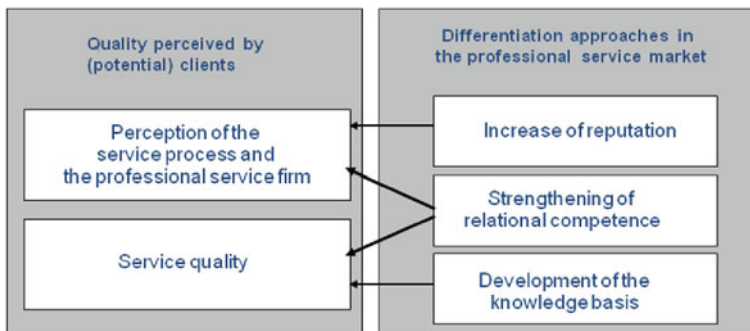 Quality perceived by
(potential) clients
Perception of the
service process and
the professional service firm
Service quality
Differentiation approaches in
the professional service market
Increase of reputation
Strengthening of
relational competence
Development of the
knowledge basis